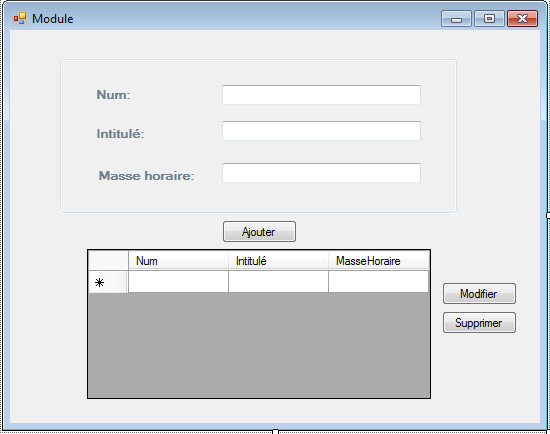 Module
Num:
Intitulé:
Masse horaire:
Ajouter
Num Intitulé MasseHoraire
Modifier
Supprimer